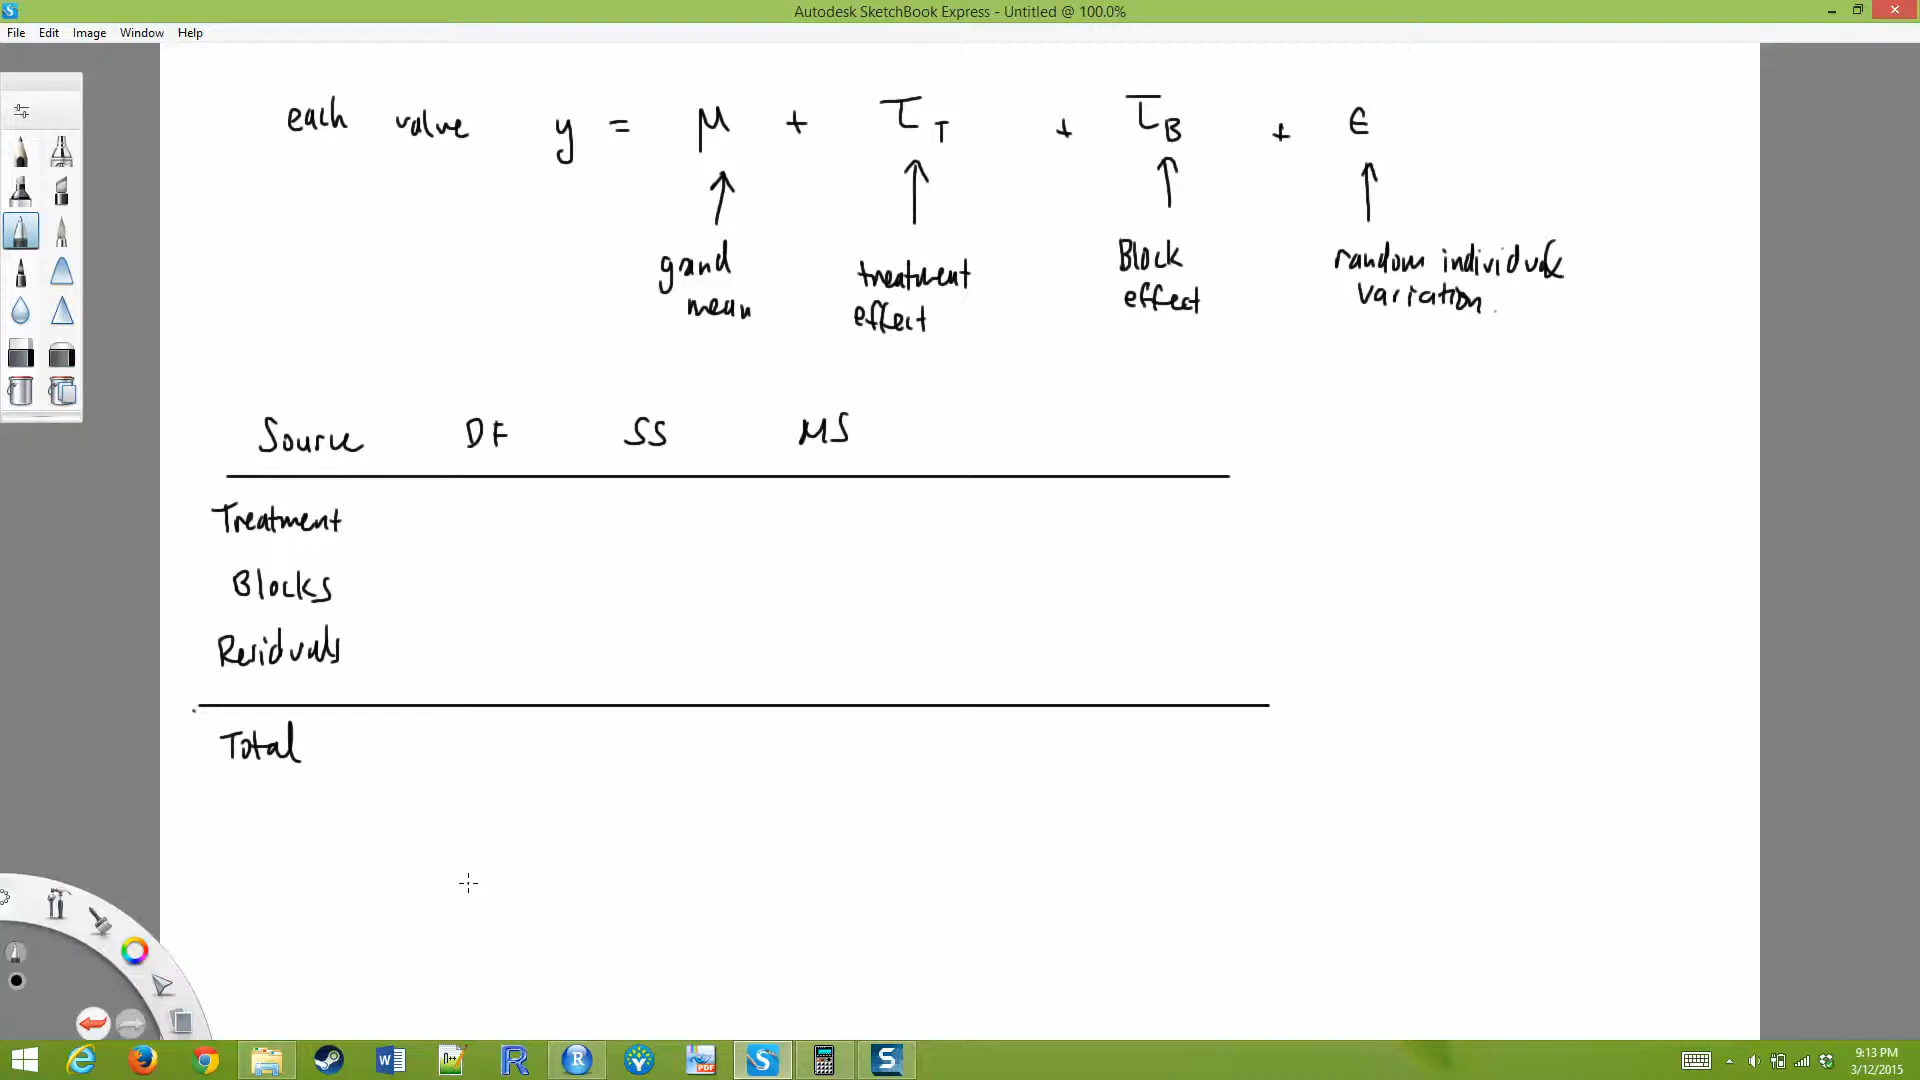 Autodesk SketchBook Express - Untitled @ 100.0%
File Edit Image Window Help
each value y = μ + τT + τB + ε
grand mean
treatment effect
Block effect
random individual variation
Source DF SS MS
Treatment
Blocks
Residuals
Total
9:13 PM
3/12/2015